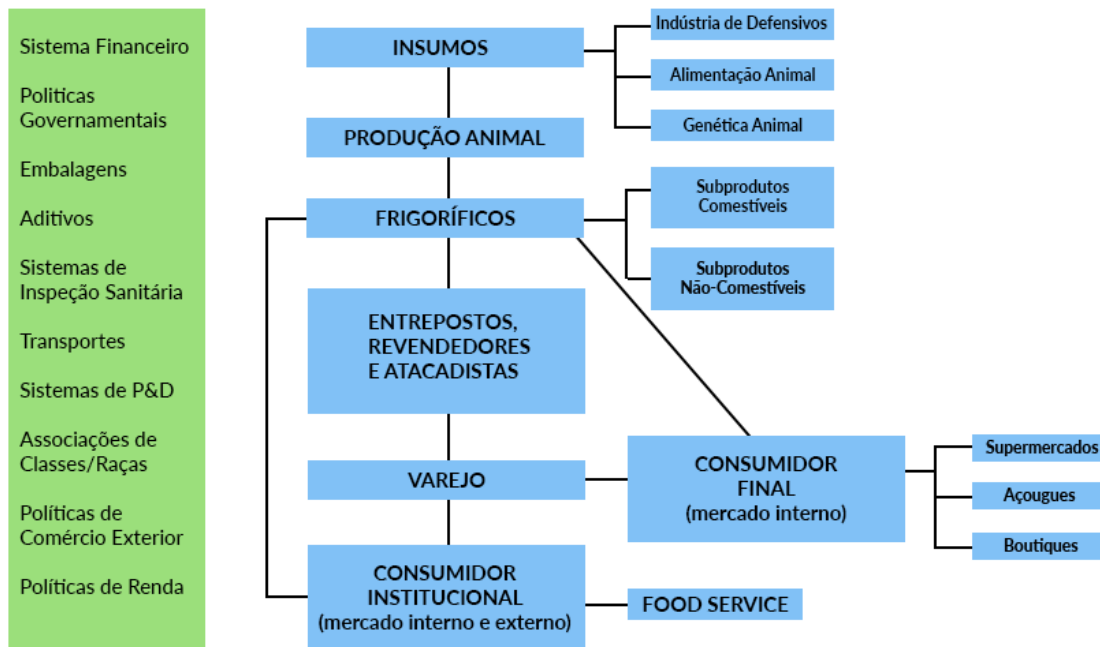 Sistema Financeiro
Politicas
Governamentais
Embalagens
Aditivos
Sistemas de
Inspeção Sanitária
Transportes
Sistemas de P&D
Associações de
Classes/Raças
Políticas de
Comércio Exterior
Políticas de Renda
INSUMOS
Indústria de Defensivos
Alimentação Animal
Genética Animal
PRODUÇÃO ANIMAL
FRIGORÍFICOS
Subprodutos
Comestíveis
Subprodutos
Não-Comestíveis
ENTREPOSTOS,
REVENDEDORES
E ATACADISTAS
VAREJO
CONSUMIDOR
FINAL
(mercado interno)
Supermercados
Açougues
Boutiques
CONSUMIDOR
INSTITUCIONAL
(mercado interno e externo)
FOOD SERVICE